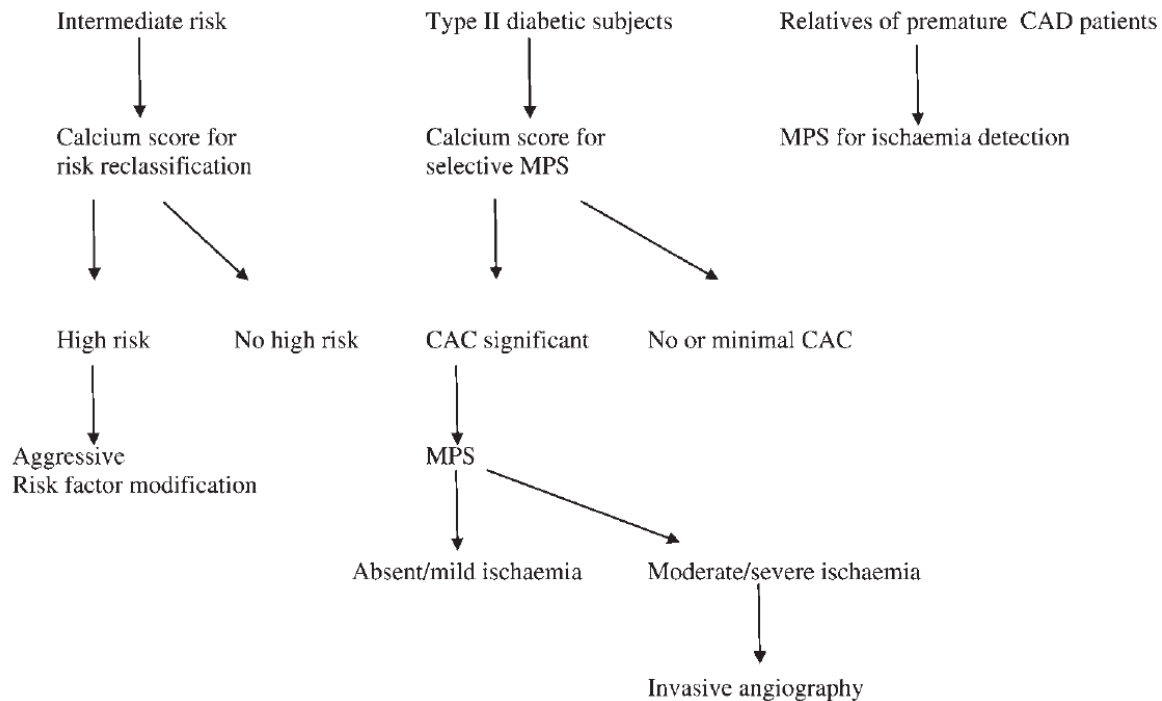 Intermediate risk
Type II diabetic subjects
Relatives of premature CAD patients
Calcium score for
risk reclassification
Calcium score for
selective MPS
MPS for ischaemia detection
High risk
No high risk
CAC significant
No or minimal CAC
Aggressive
Risk factor modification
MPS
Absent/mild ischaemia
Moderate/severe ischaemia
Invasive angiography